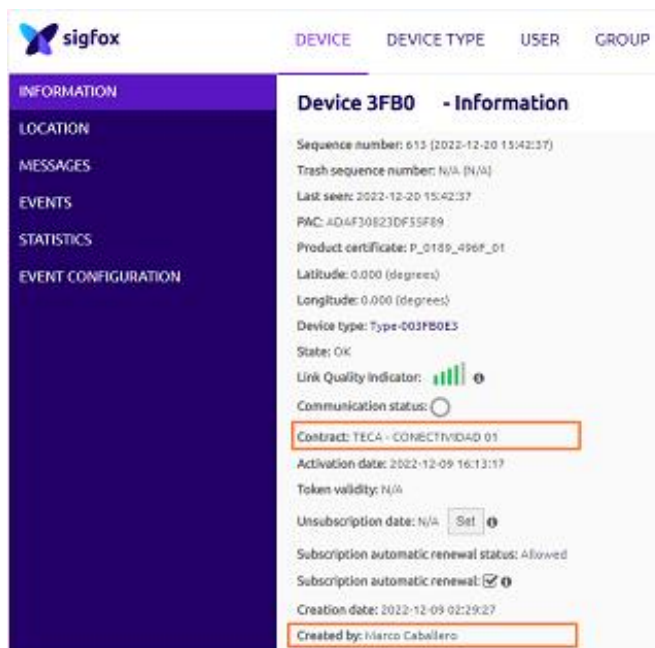 sigfox
DEVICE DEVICE TYPE USER GROUP
INFORMATION
LOCATION
MESSAGES
EVENTS
STATISTICS
EVENT CONFIGURATION
Device 3FB0 - Information
Sequence number: 613 (2022-12-20 15:42:37)
Trash sequence number: N/A (N/A)
Last seen: 2022-12-20 15:42:37
PAC:
Product certificate: P_0189_496F_01
Latitude: 0.000 (degrees)
Longitude: 0.000 (degrees)
Device type: Type-003FB0E3
State: OK
Link Quality Indicator:
Communication status:
Contract: TECA - CONECTIVIDAD 01
Activation date: 2022-12-09 16:13:17
Token validity: N/A
Unsubscription date: N/A Set
Subscription automatic renewal status: Allowed
Subscription automatic renewal:
Creation date: 2022-12-09 02:29:27
Created by: Marco Caballero